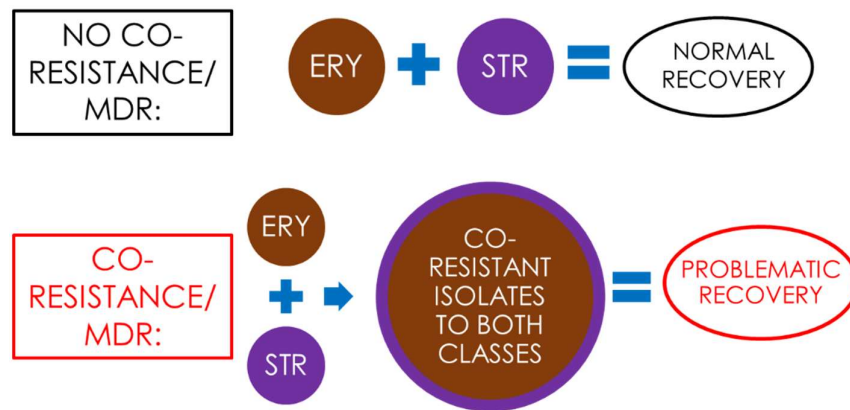 NO CO-
RESISTANCE/
MDR:
ERY
STR
NORMAL
RECOVERY
CO-
RESISTANCE/
MDR:
ERY
STR
CO-
RESISTANT
ISOLATES
TO BOTH
CLASSES
PROBLEMATIC
RECOVERY